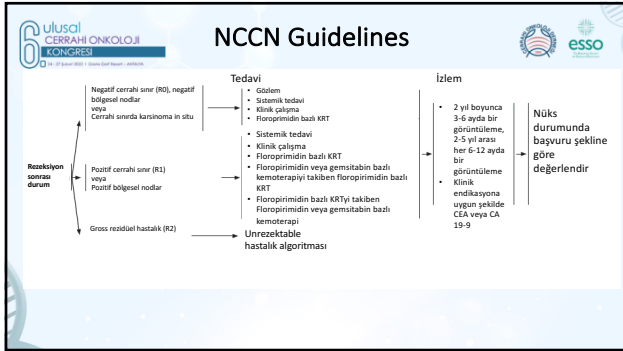 6.
ulusal
CERRAHİ ONKOLOJİ
KONGRESİ
NCCN Guidelines
esso
Tedavi
İzlem
Rezeksiyon
sonrası
durum
Negatif cerrahi sınır (R0), negatif
bölgesel nodlar
veya
Cerrahi sınırda karsinoma in situ
• Gözlem
• Sistemik tedavi
• Klinik çalışma
• Floroprimidin bazlı KRT
Pozitif cerrahi sınır (R1)
veya
Pozitif bölgesel nodlar
• Sistemik tedavi
• Klinik çalışma
• Floroprimidin bazlı KRT
• Floropirimidin veya gemsitabin bazlı
kemoterapiyi takiben floropirimidin bazlı
KRT
• Floropirimidin bazlı KRTyi takiben
Floropirimidin veya gemsitabin bazlı
kemoterapi
Gross rezidüel hastalık (R2)
Unrezektable
hastalık algoritması
• 2 yıl boyunca
3-6 ayda bir
görüntüleme,
2-5 yıl arası
her 6-12 ayda
bir
görüntüleme
• Klinik
endikasyona
uygun şekilde
CEA veya CA
19-9
Nüks
durumunda
başvuru şekline
göre
değerlendir